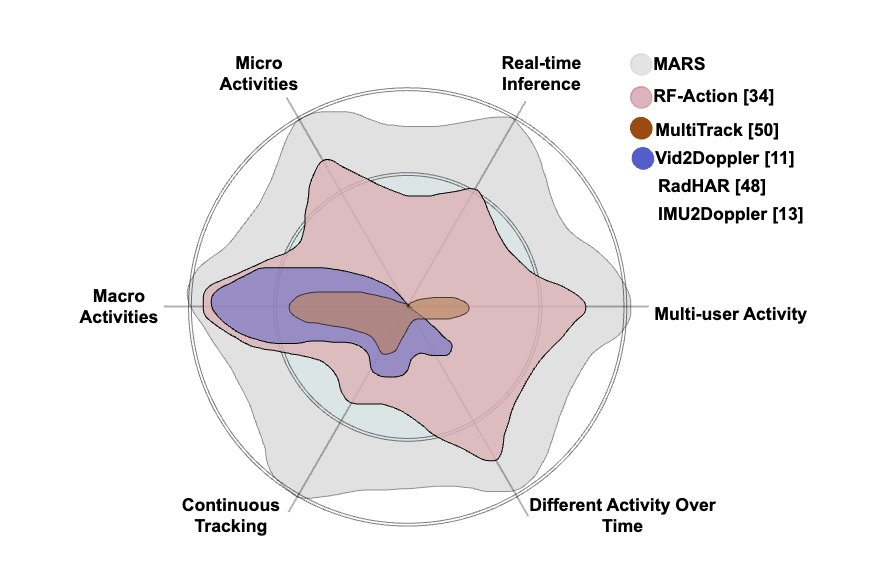 Micro
Activities
Real-time
Inference
MARS
RF-Action [34]
MultiTrack [50]
Vid2Doppler [11]
RadHAR [48]
IMU2Doppler [13]
Macro
Activities
Multi-user Activity
Continuous
Tracking
Different Activity Over
Time